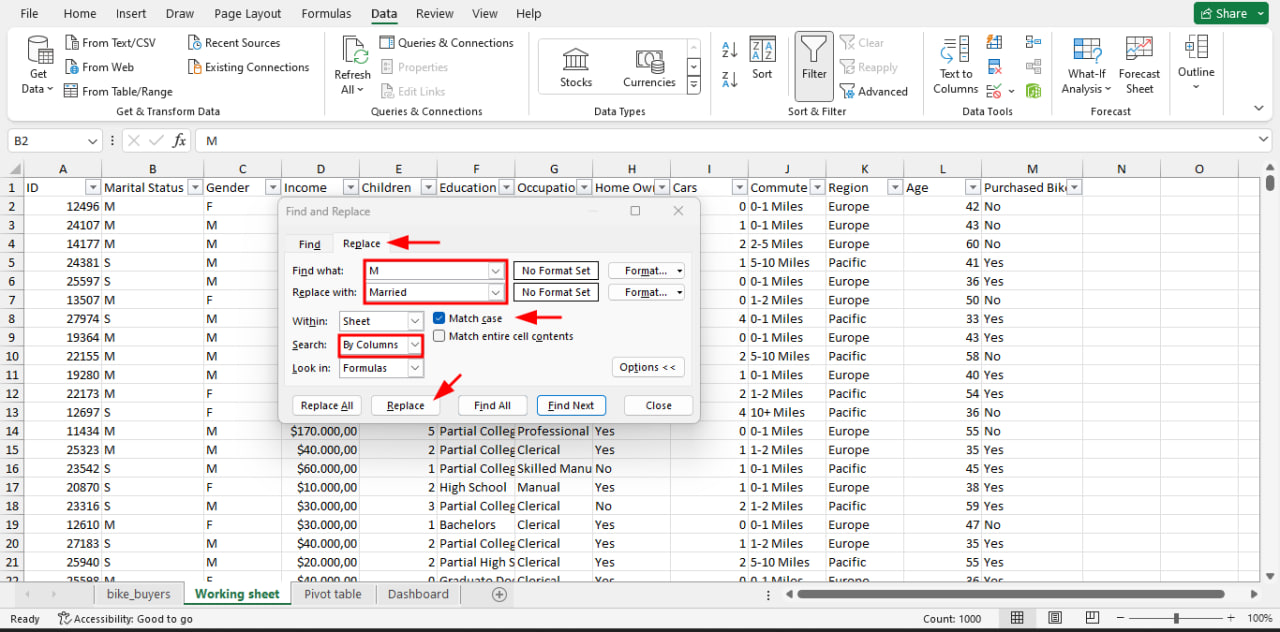 File Home Insert Draw Page Layout Formulas Data Review View Help Share
From Text/CSV Recent Sources Queries & Connections Clear
Get Data From Web Existing Connections Refresh All Properties Stocks Currencies Sort Filter Reapply Text to Columns What-If Analysis Forecast Sheet Outline
From Table/Range Edit Links Advanced
Get & Transform Data Queries & Connections Data Types Sort & Filter Data Tools Forecast
B2 fx M
A B C D E F G H I J K L M N O
1 ID Marital Status Gender Income Children Education Occupatio Home Own Cars Commute Region Age Purchased Bike
2 12496 M F 0 0-1 Miles Europe 42 No
3 24107 M M 1 0-1 Miles Europe 43 No
4 14177 M M 2 2-5 Miles Europe 60 No
5 24381 S M 1 5-10 Miles Pacific 41 Yes
6 25597 S M 0 0-1 Miles Europe 36 Yes
7 13507 M F 0 1-2 Miles Europe 50 No
8 27974 S M 4 0-1 Miles Pacific 33 Yes
9 19364 M M 0 0-1 Miles Europe 43 Yes
10 22155 M M 2 5-10 Miles Pacific 58 No
11 19280 M M 1 0-1 Miles Europe 40 Yes
12 22173 M F 2 1-2 Miles Pacific 54 Yes
13 12697 S F 4 10+ Miles Pacific 36 No
14 11434 M M $170.000,00 5 Partial Colleg Professional Yes 0 0-1 Miles Europe 55 No
15 25323 M M $40.000,00 2 Partial Colleg Clerical Yes 1 1-2 Miles Europe 35 Yes
16 23542 S M $60.000,00 1 Partial Colleg Skilled Manu No 1 0-1 Miles Pacific 45 Yes
17 20870 S F $10.000,00 2 High School Manual Yes 1 0-1 Miles Europe 38 Yes
18 23316 S M $30.000,00 3 Partial Colleg Clerical No 2 1-2 Miles Pacific 59 Yes
19 12610 M F $30.000,00 1 Bachelors Clerical Yes 0 0-1 Miles Europe 47 No
20 27183 S M $40.000,00 2 Partial Colleg Clerical Yes 1 1-2 Miles Europe 35 Yes
21 25940 S M $20.000,00 2 Partial High S Clerical Yes 2 5-10 Miles Pacific 55 Yes
22 25598 M F $40.000,00 0 Graduate De Clerical Yes 0 0-1 Miles Europe 36 Yes
Find and Replace
Find Replace
Find what: M No Format Set Format...
Replace with: Married No Format Set Format...
Within: Sheet Match case
Search: By Columns Match entire cell contents
Look in: Formulas Options <<
Replace All Replace Find All Find Next Close
bike_buyers Working sheet Pivot table Dashboard
Ready Accessibility: Good to go Count: 1000 100%